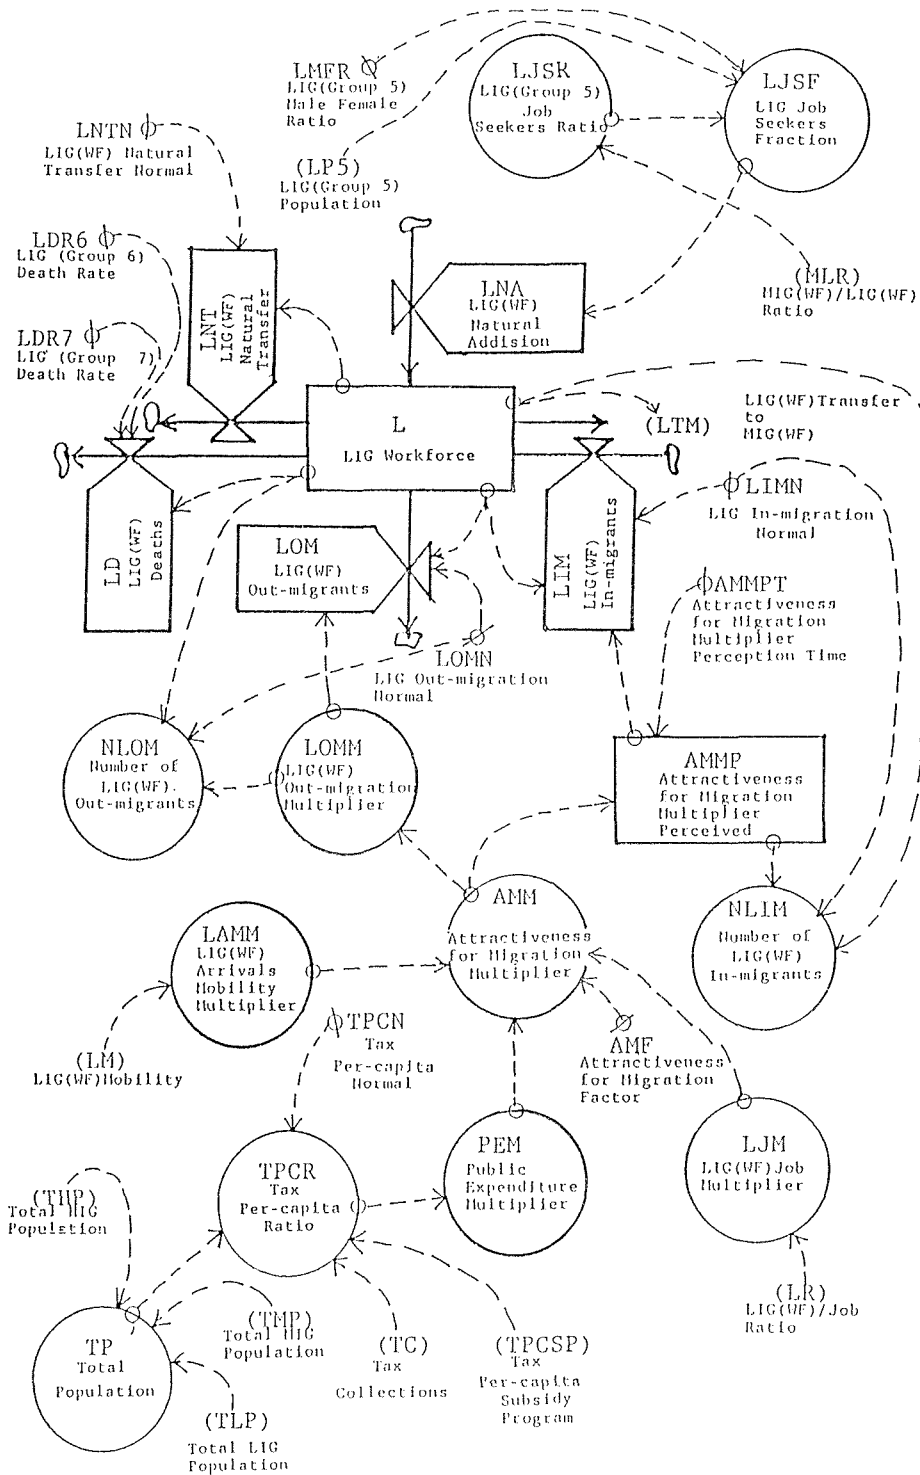 LMFR
LIG(Group 5)
Male Female
Ratio
LJSR
LIG(Group 5)
Job
Seekers Ratio
LJSF
LIG Job
Seekers
Fraction
LNTN
LIG(WF) Natural
Transfer Normal
(LP5)
LIG(Group 5)
Population
(MLR)
MIG(WF)/LIG(WF)
Ratio
LDR6
LIG (Group 6)
Death Rate
LDR7
LIG (Group 7)
Death Rate
LNT
LIG(WF)
Natural
Transfer
LNA
LIG(WF)
Natural
Addision
L
LIG Workforce
(LTM)
LIG(WF)Transfer
to
MIG(WF)
LIMN
LIG In-migration
Normal
LD
LIG(WF)
Deaths
LOM
LIG(WF)
Out-migrants
LIM
LIG(WF)
In-migrants
AMMPT
Attractiveness
for Migration
Multiplier
Perception Time
LOMN
LIG Out-migration
Normal
NLOM
Number of
LIG(WF).
Out-migrants
LOMM
LIG(WF)
Out-migration
Multiplier
AMMP
Attractiveness
for Migration
Multiplier
Perceived
AMM
Attractiveness
for Migration
Multiplier
NLIM
Number of
LIG(WF)
In-migrants
LAMM
LIG(WF)
Arrivals
Mobility
Multiplier
(LM)
LIG(WF)Mobility
TPCN
Tax
Per-capita
Normal
AMF
Attractiveness
for Migration
Factor
TPCR
Tax
Per-capita
Ratio
PEM
Public
Expenditure
Multiplier
LJM
LIG(WF)Job
Multiplier
(THP)
Total HIG
Population
(LR)
LIG(WF)/Job
Ratio
TP
Total
Population
(TMP)
Total MIG
Population
(TC)
Tax
Collections
(TPCSP)
Tax
Per-capita
Subsidy
Program
(TLP)
Total LIG
Population